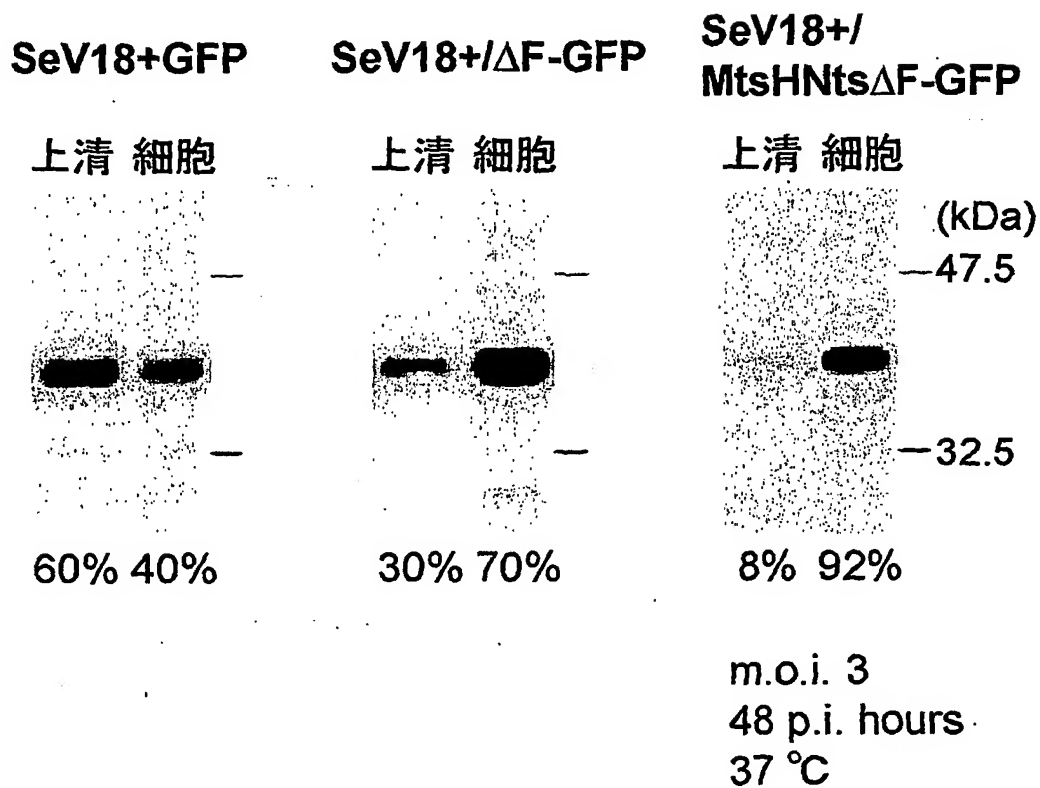 SeV18+GFP
SeV18+/ΔF-GFP
SeV18+/
MtsHNtsΔF-GFP
上清 細胞
上清 細胞
上清 細胞
(kDa)
47.5
32.5
60% 40%
30% 70%
8% 92%
m.o.i. 3
48 p.i. hours
37 °C